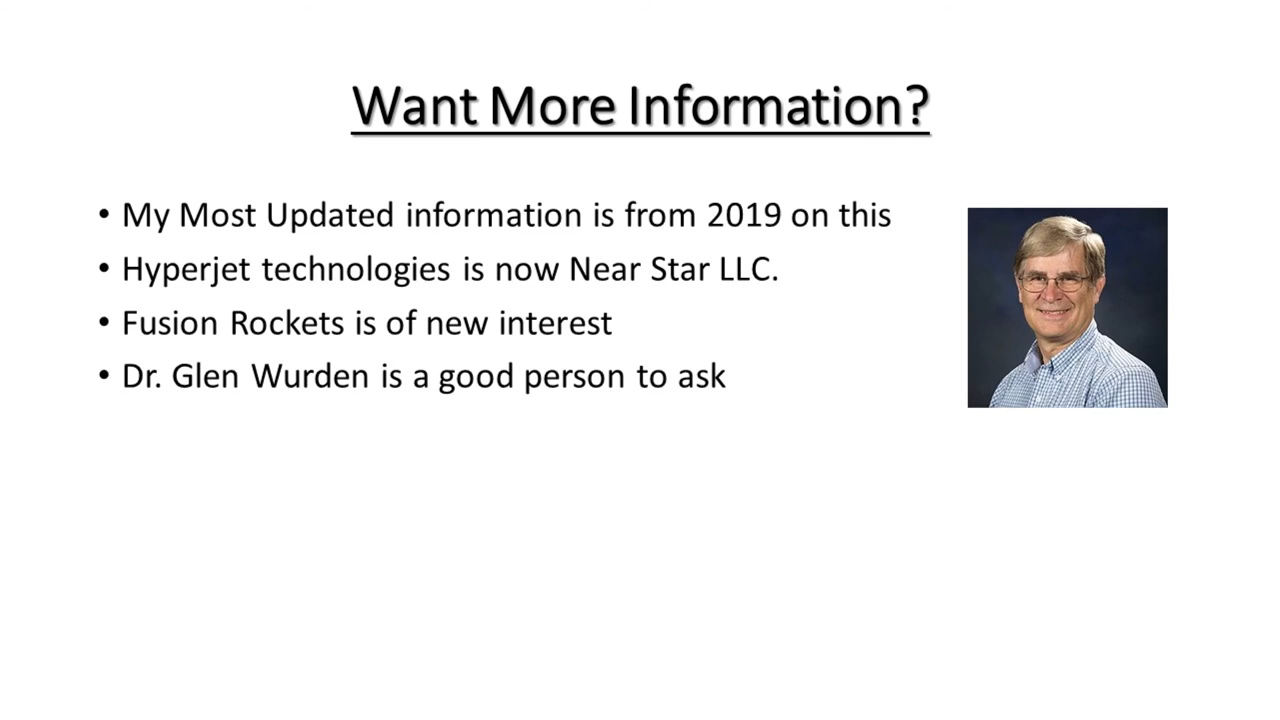 Want More Information?
• My Most Updated information is from 2019 on this
• Hyperjet technologies is now Near Star LLC.
• Fusion Rockets is of new interest
• Dr. Glen Wurden is a good person to ask